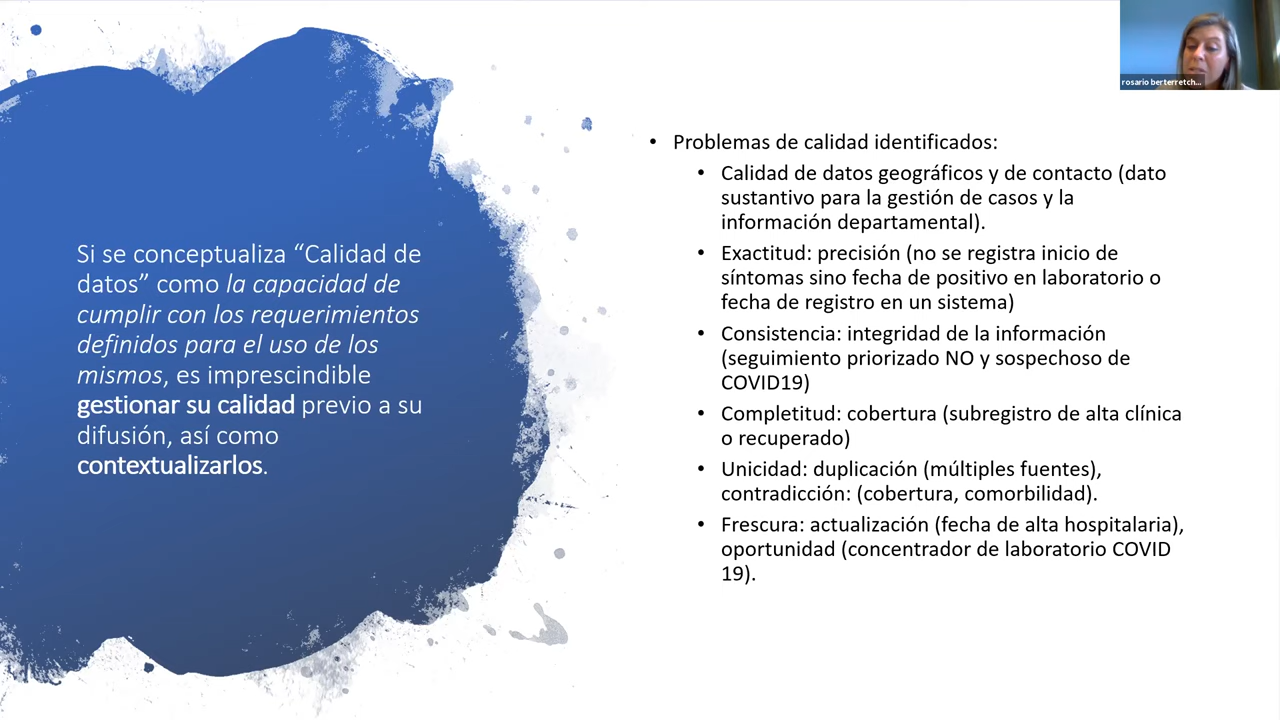 Si se conceptualiza “Calidad de
datos” como la capacidad de
cumplir con los requerimientos
definidos para el uso de los
mismos, es imprescindible
gestionar su calidad previo a su
difusión, así como
contextualizarlos.
• Problemas de calidad identificados:
• Calidad de datos geográficos y de contacto (dato
sustantivo para la gestión de casos y la
información departamental).
• Exactitud: precisión (no se registra inicio de
síntomas sino fecha de positivo en laboratorio o
fecha de registro en un sistema)
• Consistencia: integridad de la información
(seguimiento priorizado NO y sospechoso de
COVID19)
• Completitud: cobertura (subregistro de alta clínica
o recuperado)
• Unicidad: duplicación (múltiples fuentes),
contradicción: (cobertura, comorbilidad).
• Frescura: actualización (fecha de alta hospitalaria),
oportunidad (concentrador de laboratorio COVID
19).
rosario berterretch...